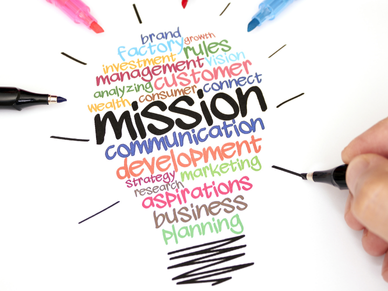 brand
growth
factory
rules
investment
vision
management
customer
analyzing
connect
wealth
consumer
mission
communication
development
strategy
marketing
research
aspirations
business
planning